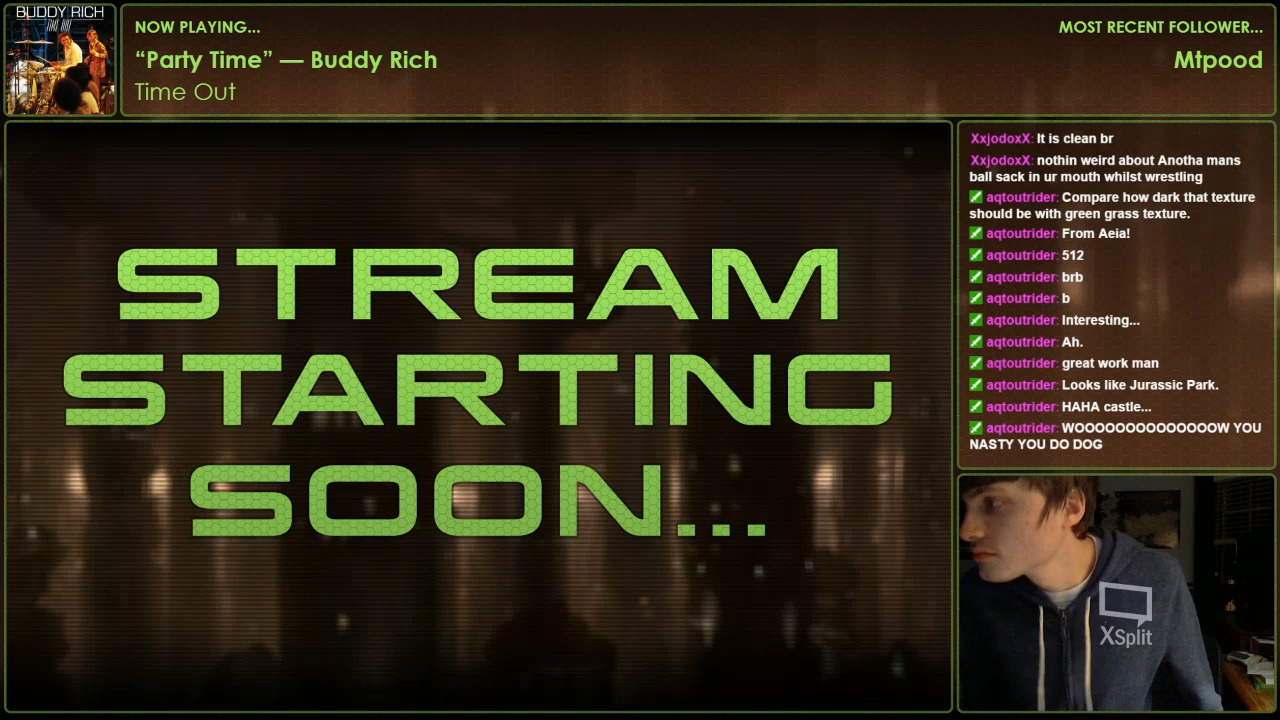 BUDDY RICH
TIME OUT
NOW PLAYING...
“Party Time” — Buddy Rich
Time Out
MOST RECENT FOLLOWER...
Mtpood
STREAM
STARTING
SOON...
XxjodoxX: It is clean br
XxjodoxX: nothin weird about Anotha mans
ball sack in ur mouth whilst wrestling
aqtoutrider: Compare how dark that texture
should be with green grass texture.
aqtoutrider: From Aeia!
aqtoutrider: 512
aqtoutrider: brb
aqtoutrider: b
aqtoutrider: Interesting...
aqtoutrider: Ah.
aqtoutrider: great work man
aqtoutrider: Looks like Jurassic Park.
aqtoutrider: HAHA castle...
aqtoutrider: WOOOOOOOOOOOOOOW YOU
NASTY YOU DO DOG
XSplit